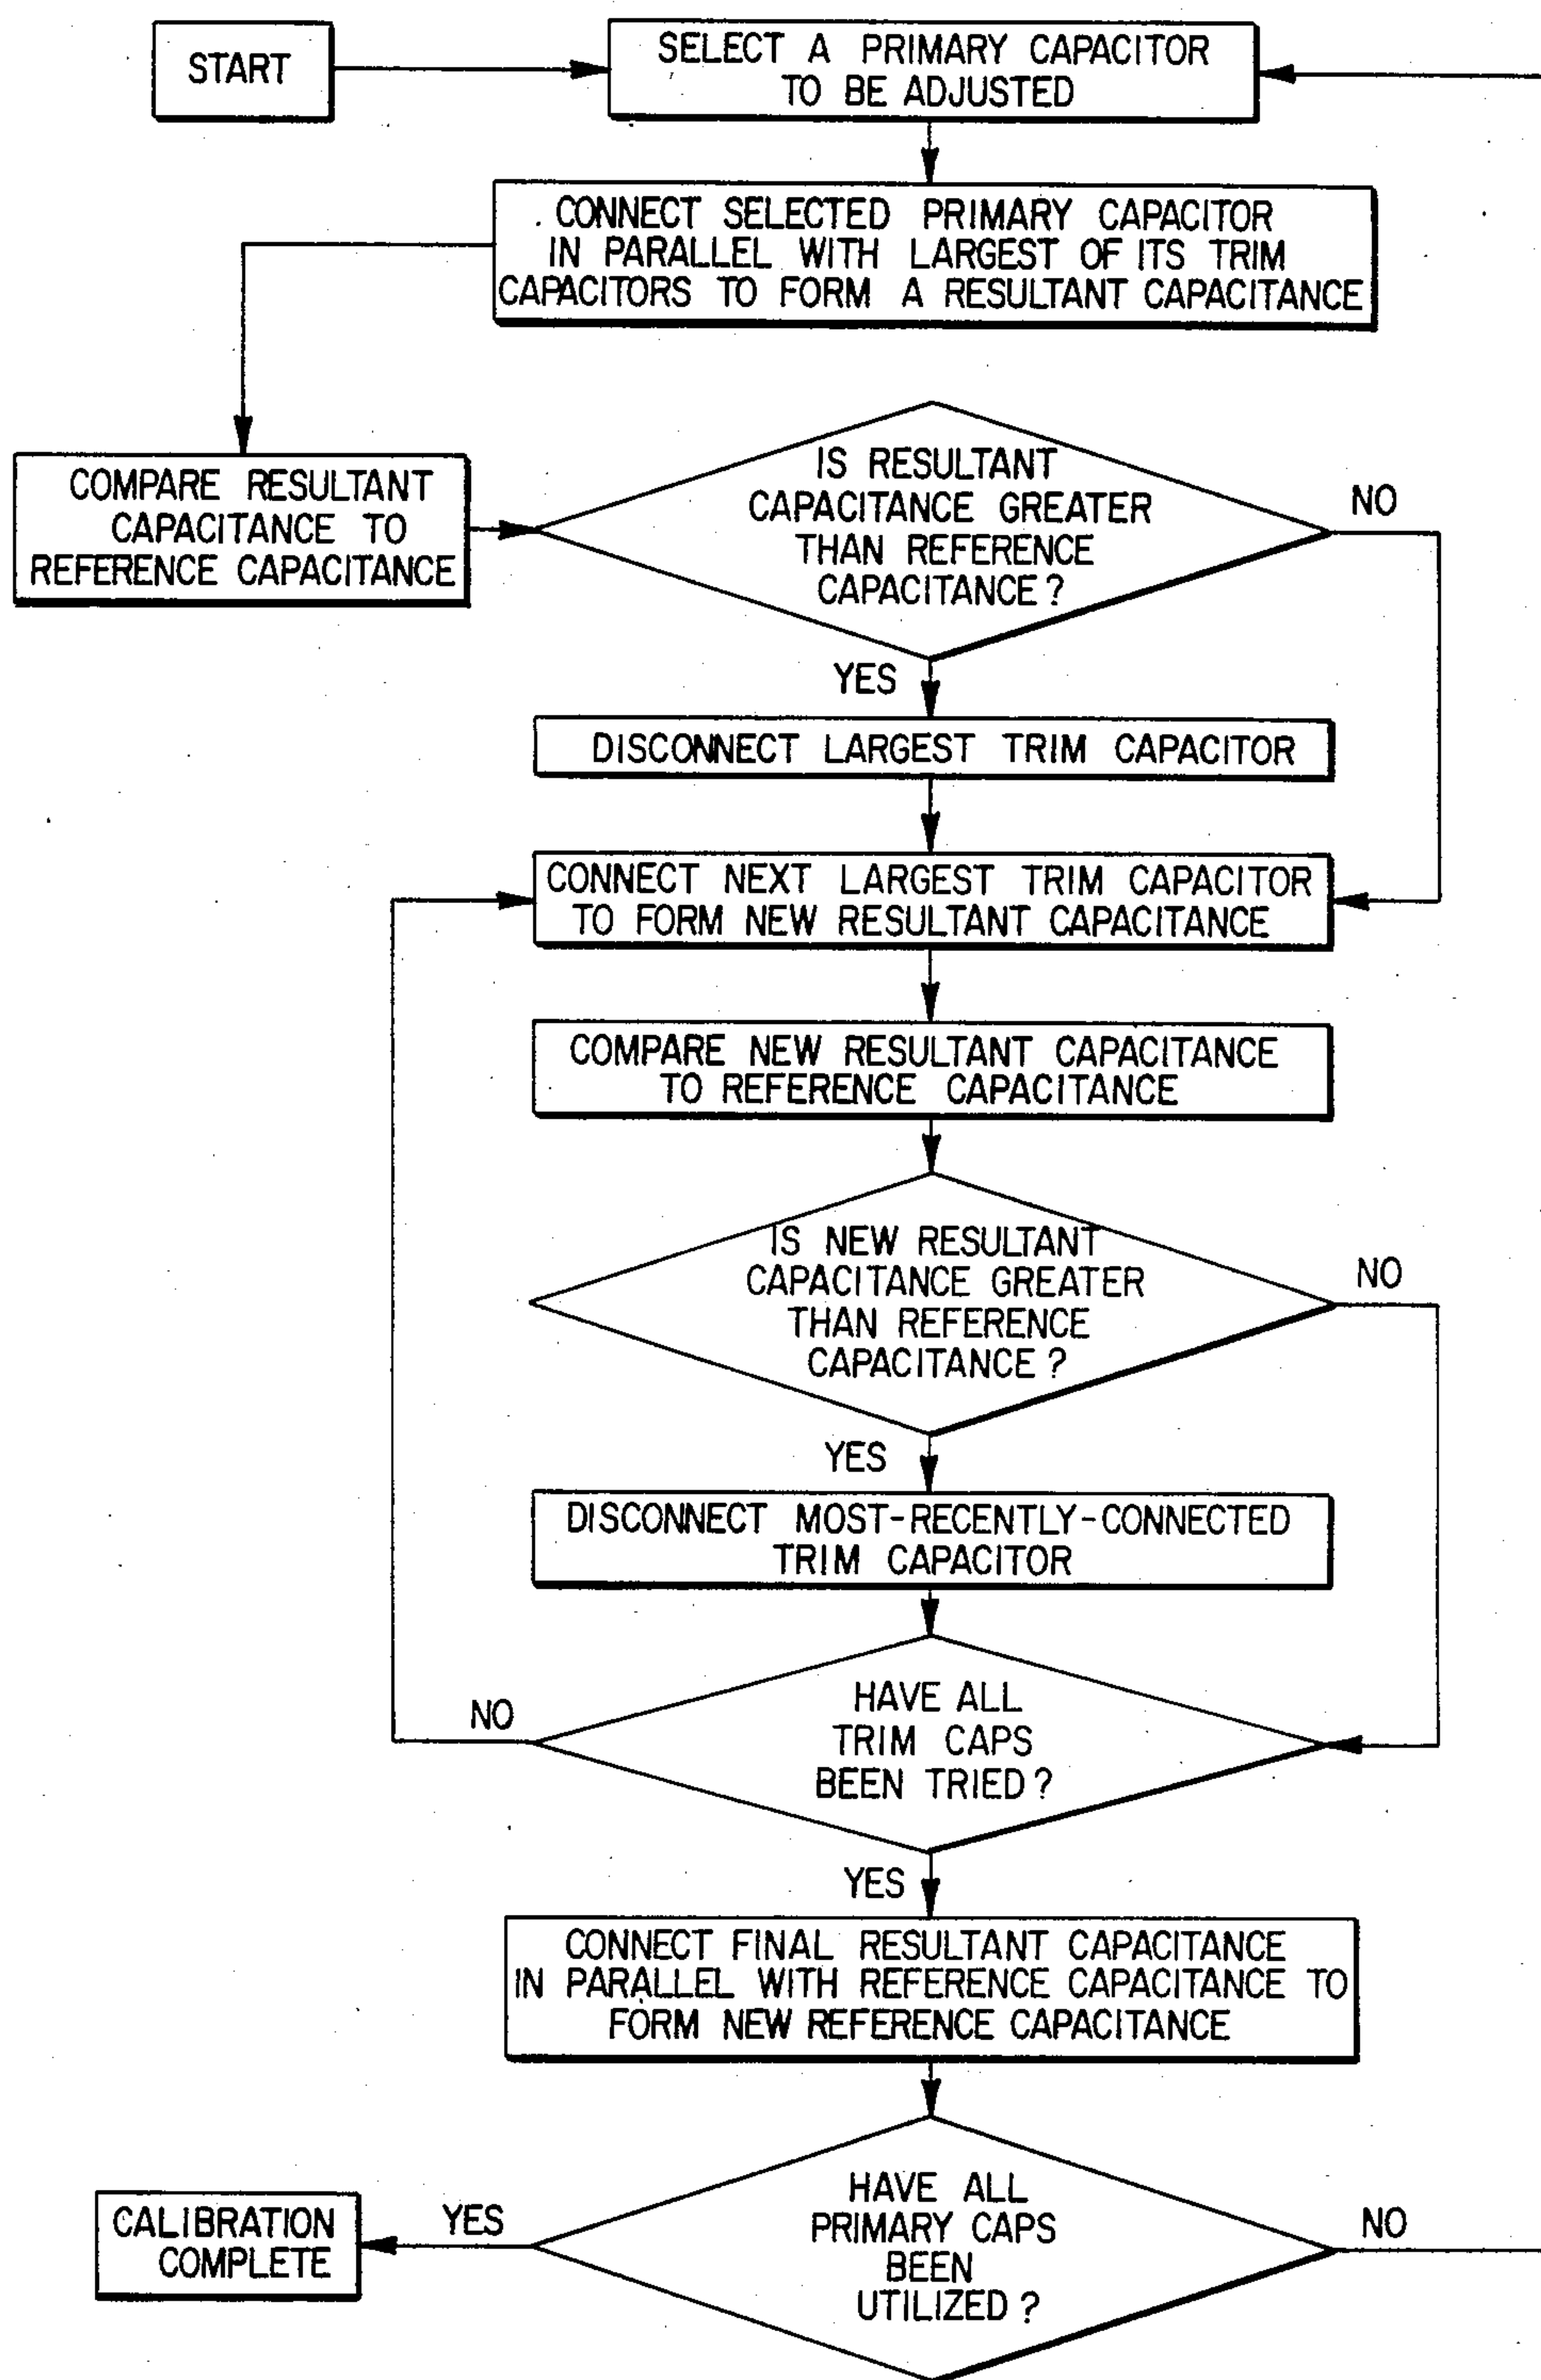 START
SELECT A PRIMARY CAPACITOR
TO BE ADJUSTED
CONNECT SELECTED PRIMARY CAPACITOR
IN PARALLEL WITH LARGEST OF ITS TRIM
CAPACITORS TO FORM A RESULTANT CAPACITANCE
COMPARE RESULTANT
CAPACITANCE TO
REFERENCE CAPACITANCE
IS RESULTANT
CAPACITANCE GREATER
THAN REFERENCE
CAPACITANCE?
NO
YES
DISCONNECT LARGEST TRIM CAPACITOR
CONNECT NEXT LARGEST TRIM CAPACITOR
TO FORM NEW RESULTANT CAPACITANCE
COMPARE NEW RESULTANT CAPACITANCE
TO REFERENCE CAPACITANCE
IS NEW RESULTANT
CAPACITANCE GREATER
THAN REFERENCE
CAPACITANCE?
NO
YES
DISCONNECT MOST-RECENTLY-CONNECTED
TRIM CAPACITOR
HAVE ALL
TRIM CAPS
BEEN TRIED?
NO
YES
CONNECT FINAL RESULTANT CAPACITANCE
IN PARALLEL WITH REFERENCE CAPACITANCE TO
FORM NEW REFERENCE CAPACITANCE
HAVE ALL
PRIMARY CAPS
BEEN
UTILIZED?
YES
NO
CALIBRATION
COMPLETE